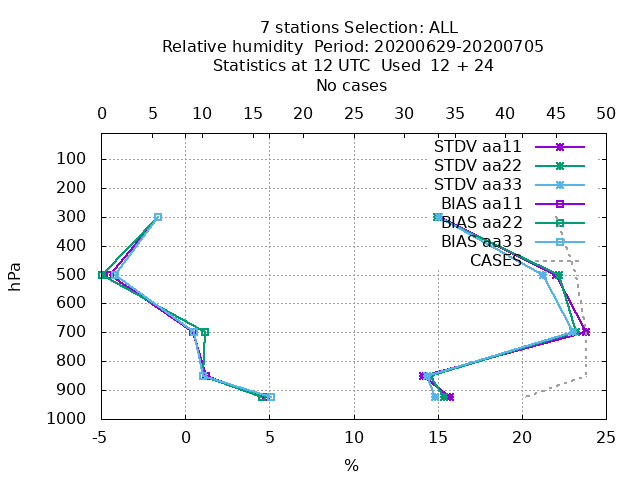 7 stations Selection: ALL
Relative humidity  Period: 20200629-20200705
Statistics at 12 UTC  Used  12 + 24
No cases
0 5 10 15 20 25 30 35 40 45 50
STDV aa11
STDV aa22
STDV aa33
BIAS aa11
BIAS aa22
BIAS aa33
CASES
100
200
300
400
500
600
700
800
900
1000
hPa
-5 0 5 10 15 20 25
%